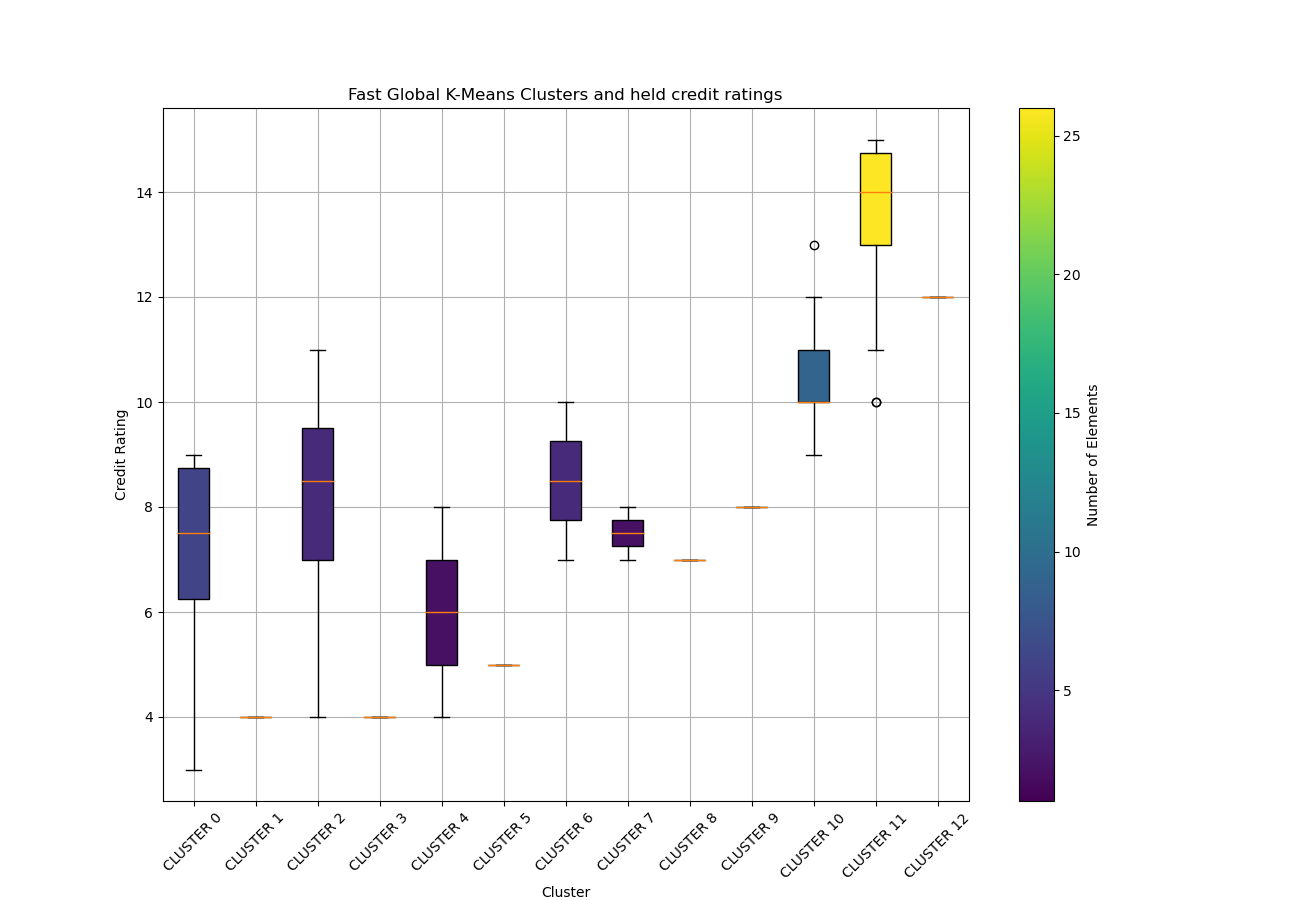 Fast Global K-Means Clusters and held credit ratings
14
12
10
8
6
4
Credit Rating
CLUSTER 0
CLUSTER 1
CLUSTER 2
CLUSTER 3
CLUSTER 4
CLUSTER 5
CLUSTER 6
CLUSTER 7
CLUSTER 8
CLUSTER 9
CLUSTER 10
CLUSTER 11
CLUSTER 12
Cluster
25
20
15
10
5
Number of Elements